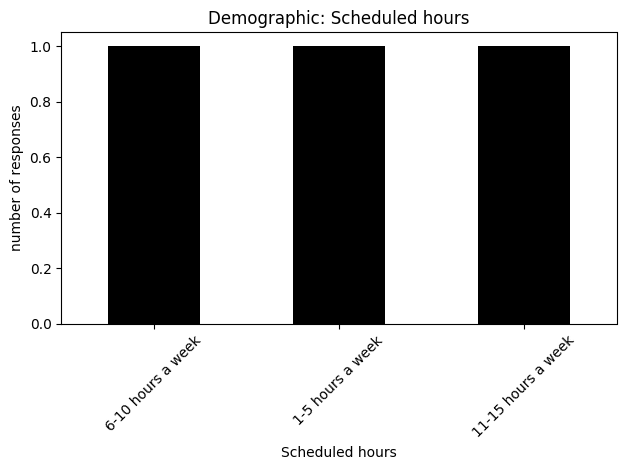 Demographic: Scheduled hours
number of responses
1.0
0.8
0.6
0.4
0.2
0.0
6-10 hours a week
1-5 hours a week
11-15 hours a week
Scheduled hours